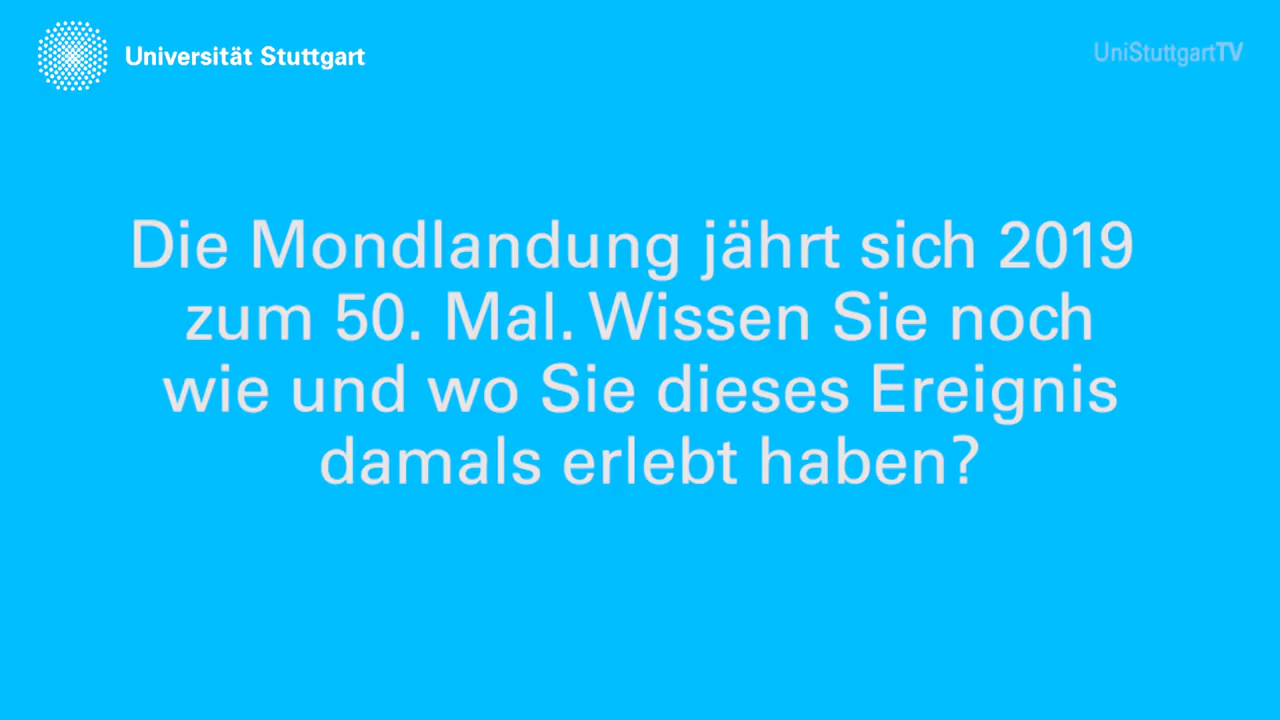 Universität Stuttgart
UniStuttgartTV
Die Mondlandung jährt sich 2019
zum 50. Mal. Wissen Sie noch
wie und wo Sie dieses Ereignis
damals erlebt haben?